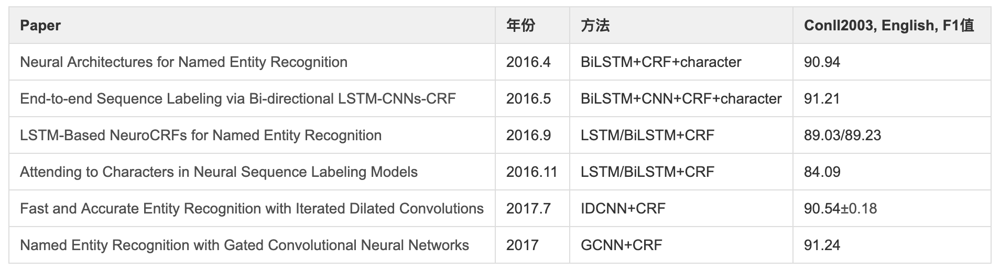 Paper 年份 方法 Conll2003, English, F1值
Neural Architectures for Named Entity Recognition 2016.4 BiLSTM+CRF+character 90.94
End-to-end Sequence Labeling via Bi-directional LSTM-CNNs-CRF 2016.5 BiLSTM+CNN+CRF+character 91.21
LSTM-Based NeuroCRFs for Named Entity Recognition 2016.9 LSTM/BiLSTM+CRF 89.03/89.23
Attending to Characters in Neural Sequence Labeling Models 2016.11 LSTM/BiLSTM+CRF 84.09
Fast and Accurate Entity Recognition with Iterated Dilated Convolutions 2017.7 IDCNN+CRF 90.54±0.18
Named Entity Recognition with Gated Convolutional Neural Networks 2017 GCNN+CRF 91.24